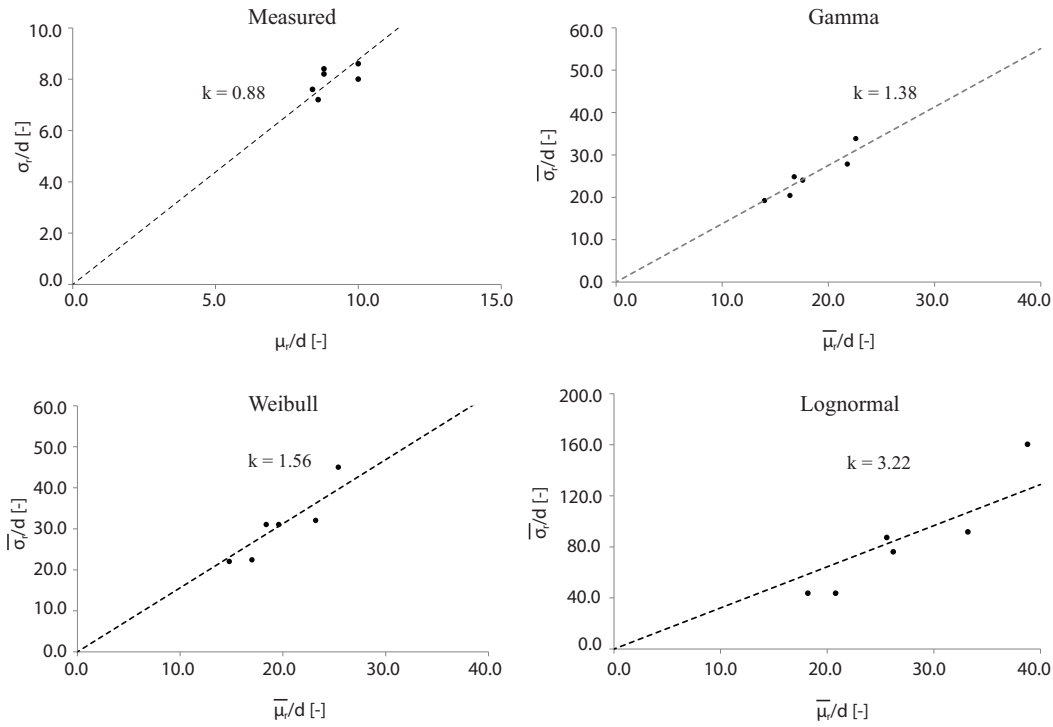 Measured
10.0
8.0
6.0
4.0
2.0
0.0
σr/d [-]
k = 0.88
0.0 5.0 10.0 15.0
μr/d [-]
Gamma
60.0
50.0
40.0
30.0
20.0
10.0
0.0
σr/d [-]
k = 1.38
0.0 10.0 20.0 30.0 40.0
μr/d [-]
Weibull
60.0
50.0
40.0
30.0
20.0
10.0
0.0
σr/d [-]
k = 1.56
0.0 10.0 20.0 30.0 40.0
μr/d [-]
Lognormal
200.0
160.0
120.0
80.0
40.0
0.0
σr/d [-]
k = 3.22
0.0 10.0 20.0 30.0 40.0
μr/d [-]